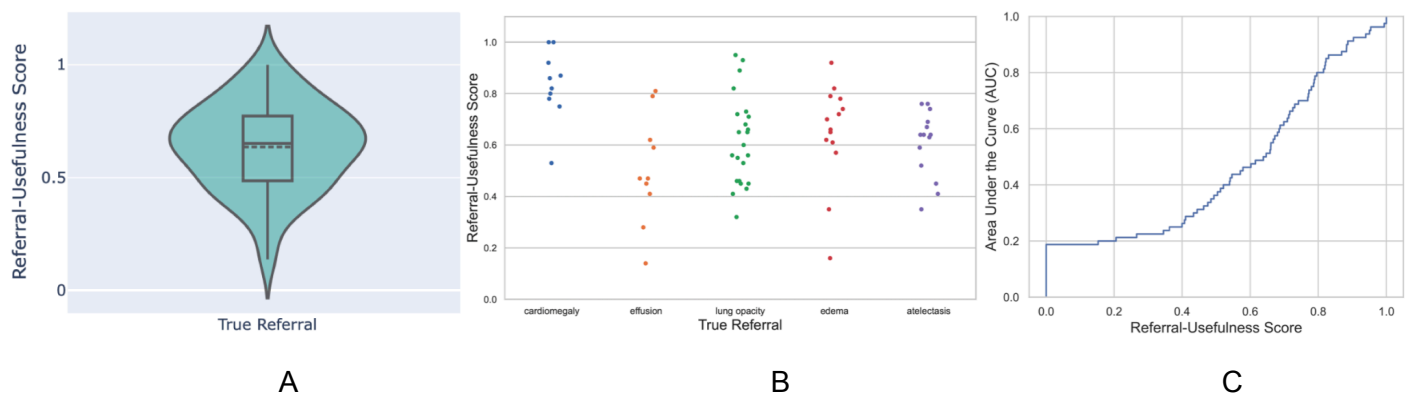 Referral-Usefulness Score
1
0.5
0
True Referral
A
Referral-Usefulness Score
1.0
0.8
0.6
0.4
0.2
0.0
cardiomegaly effusion lung opacity edema atelectasis
True Referral
B
Area Under the Curve (AUC)
1.0
0.8
0.6
0.4
0.2
0.0
0.0 0.2 0.4 0.6 0.8 1.0
Referral-Usefulness Score
C